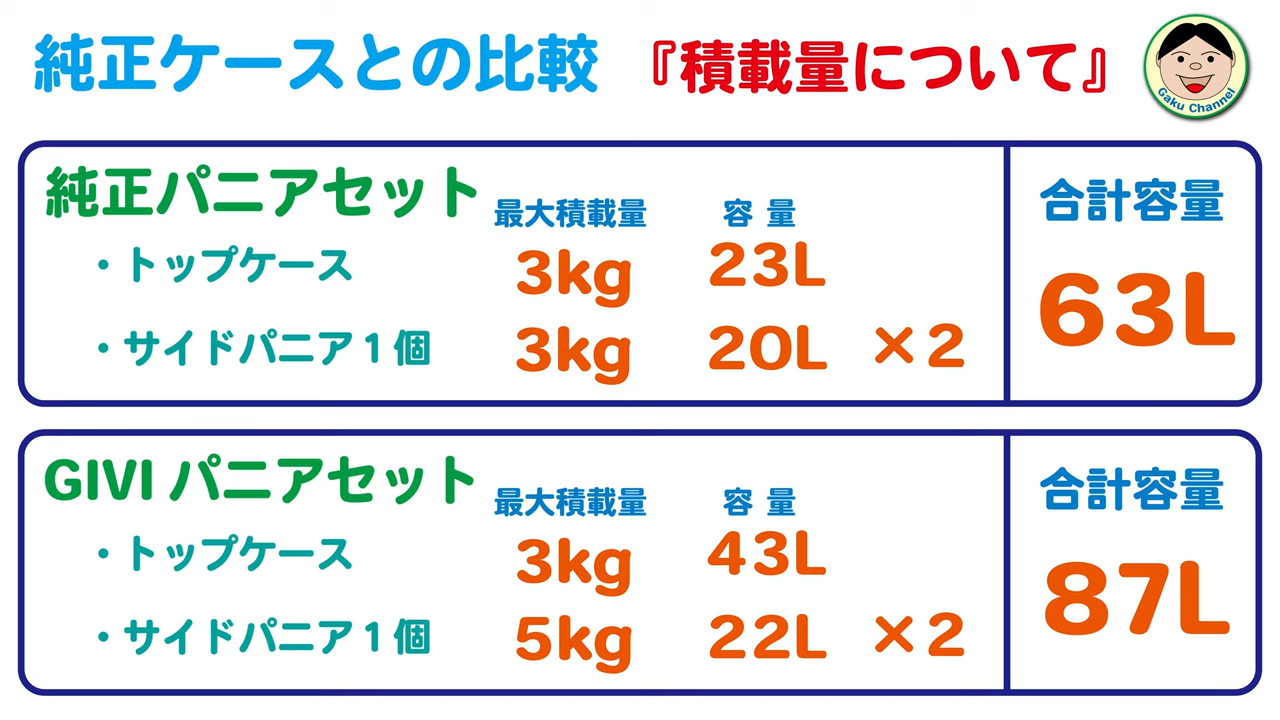 純正ケースとの比較 『積載量について』
Gaku Channel
純正パニアセット 最大積載量 容量 合計容量
・トップケース 3kg 23L
・サイドパニア1個 3kg 20L ×2
63L
GIVIパニアセット 最大積載量 容量 合計容量
・トップケース 3kg 43L
・サイドパニア1個 5kg 22L ×2
87L